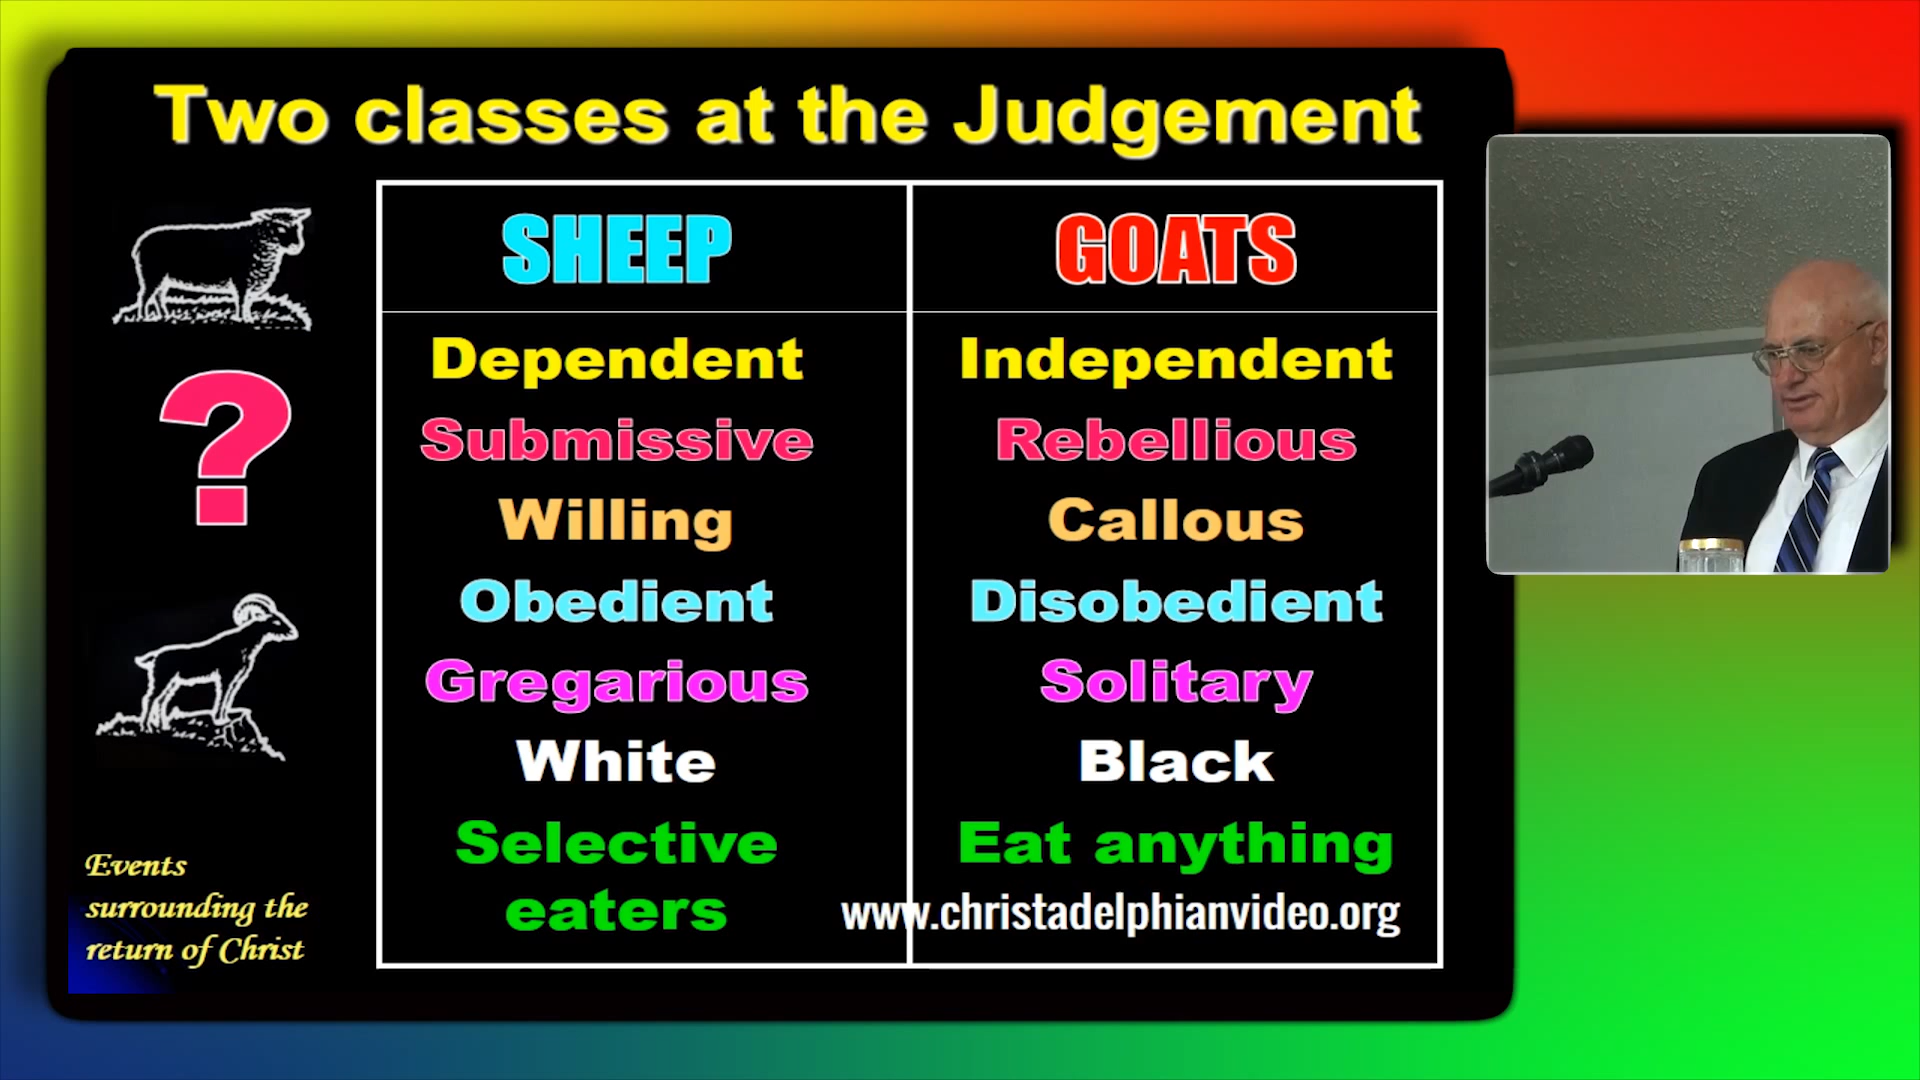 Two classes at the Judgement
SHEEP
GOATS
Dependent
Independent
Submissive
Rebellious
Willing
Callous
Obedient
Disobedient
Gregarious
Solitary
White
Black
Selective
eaters
Eat anything
?
Events
surrounding the
return of Christ
www.christadelphianvideo.org